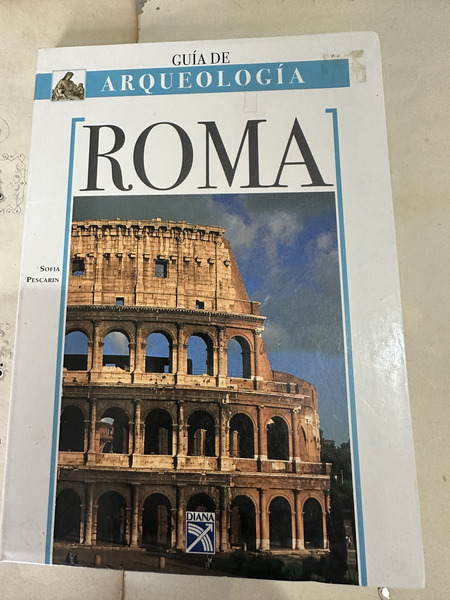 GUÍA DE
ARQUEOLOGÍA
ROMA
SOFIA
PESCARIN
DIANA